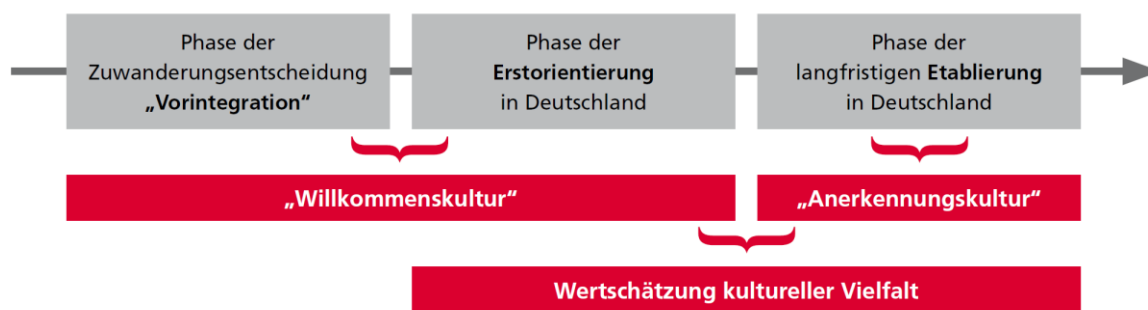 Phase der
Zuwanderungsentscheidung
„Vorintegration“
Phase der
Erstorientierung
in Deutschland
Phase der
langfristigen Etablierung
in Deutschland
„Willkommenskultur“
„Anerkennungskultur“
Wertschätzung kultureller Vielfalt